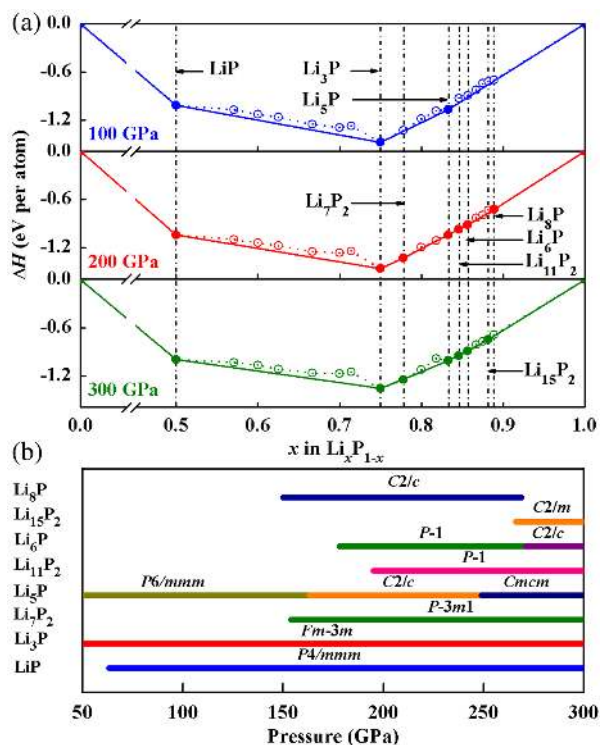 (a)
0.0
-0.6
-1.2
0.0
-0.6
-1.2
0.0
-0.6
-1.2
ΔH (eV per atom)
LiP
Li₃P
Li₅P
100 GPa
Li₇P₂
Li₈P
Li₆P
Li₁₁P₂
200 GPa
Li₁₅P₂
300 GPa
0.0 0.5 0.6 0.7 0.8 0.9 1.0
x in LiₓP₁₋ₓ
(b)
Li₈P C2/c
Li₁₅P₂ C2/m
Li₆P P-1 C2/c
Li₁₁P₂ P-1
Li₅P P6/mmm C2/c Cmcm
Li₇P₂ P-3m1
Li₃P Fm-3m
LiP P4/mmm
50 100 150 200 250 300
Pressure (GPa)